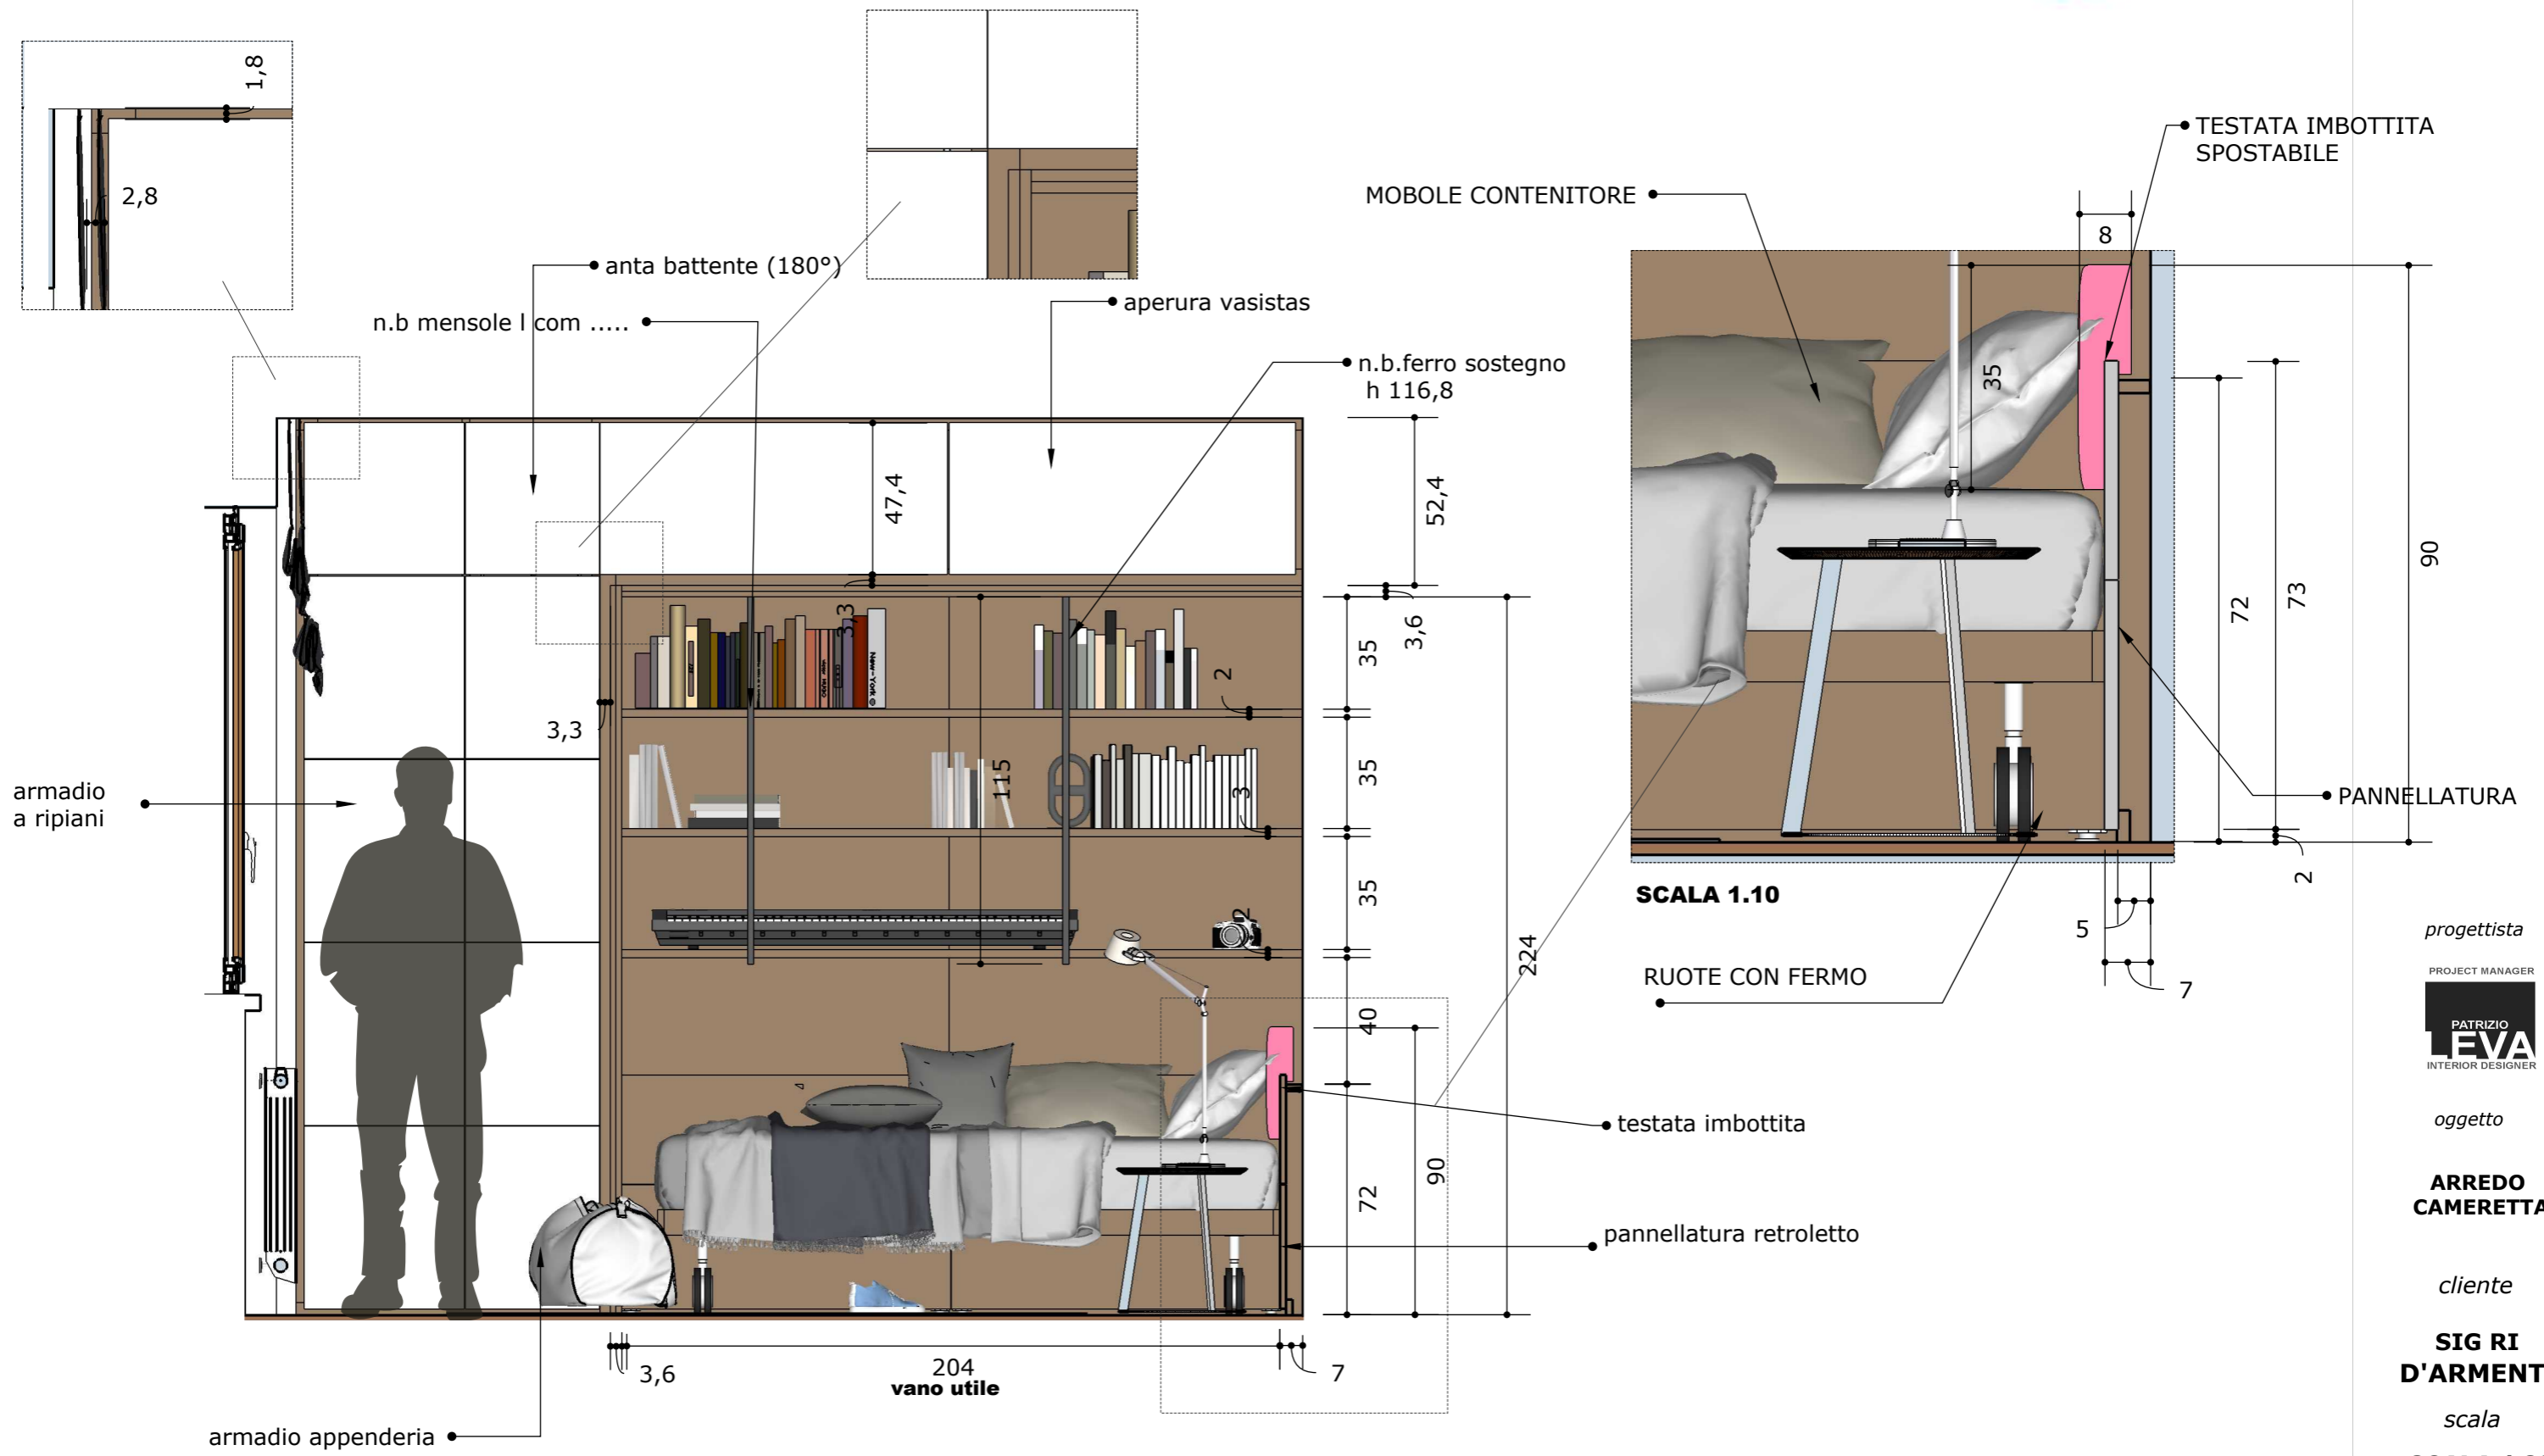 1,8
2,8
anta battente (180°)
n.b mensole l com .....
aperura vasistas
n.b.ferro sostegno
h 116,8
armadio
a ripiani
armadio appenderia
47,4
52,4
3,3
3,6
3,3
35
2
35
3
35
2
115
40
224
90
72
testata imbottita
pannellatura retroletto
3,6
204
vano utile
7
New-York
MOBOLE CONTENITORE
TESTATA IMBOTTITA
SPOSTABILE
8
35
72
73
90
PANNELLATURA
2
5
7
SCALA 1.10
RUOTE CON FERMO
progettista
PROJECT MANAGER
PATRIZIO
LEVA
INTERIOR DESIGNER
oggetto
ARREDO
CAMERETTA
cliente
SIG RI
D'ARMENT
scala